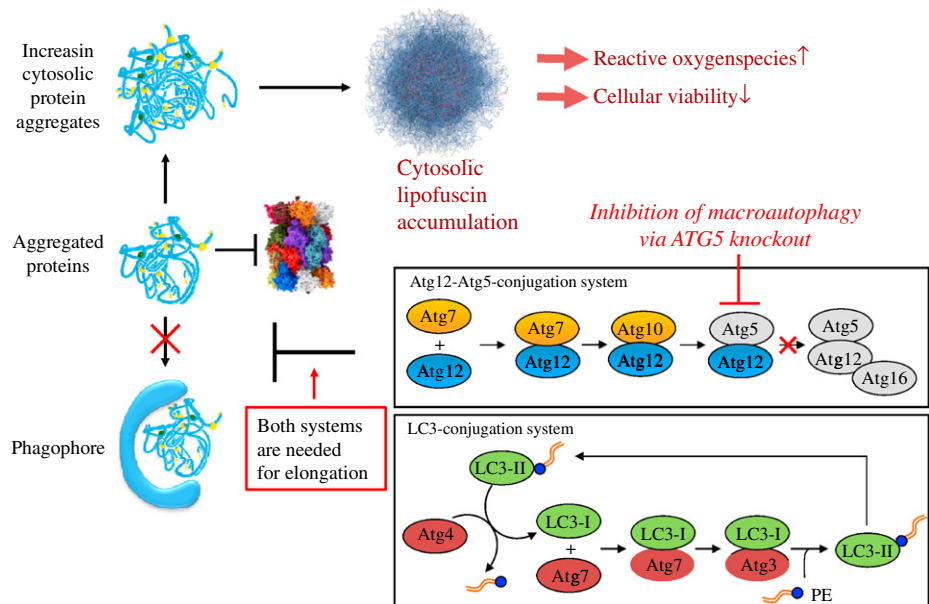 Increasin
cytosolic
protein
aggregates
Reactive oxygenspecies↑
Cellular viability↓
Cytosolic
lipofuscin
accumulation
Aggregated
proteins
Inhibition of macroautophagy
via ATG5 knockout
Phagophore
Both systems
are needed
for elongation
Atg12-Atg5-conjugation system
Atg7
+
Atg12
Atg7
Atg12
Atg10
Atg12
Atg5
Atg12
Atg5
Atg12
Atg16
LC3-conjugation system
LC3-II
Atg4
LC3-I
+
Atg7
LC3-I
Atg7
LC3-I
Atg3
LC3-II
PE